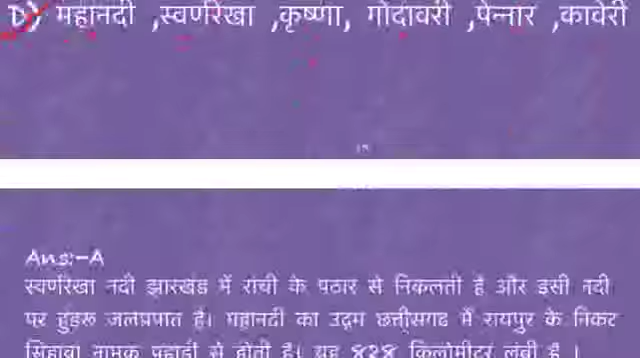 D) महानदी ,स्वर्णरेखा ,कृष्णा, गोदावरी ,पेन्नार ,कावेरी
Ans:-A
स्वर्णरेखा नदी झारखंड में रांची के पठार से निकलती है और इसी नदी
पर हुंडरू जलप्रपात है। महानदी का उद्गम छत्तीसगढ में रायपुर के निकट
सिहावा नामक पहाड़ी से होती है। यह 828 किलोमीटर लंबी है ।